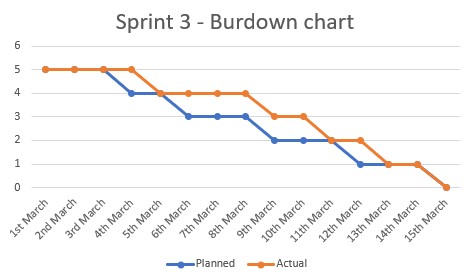 Sprint 3 - Burdown chart
6
5
4
3
2
1
0
1st March
2nd March
3rd March
4th March
5th March
6th March
7th March
8th March
9th March
10th March
11th March
12th March
13th March
14th March
15th March
Planned Actual